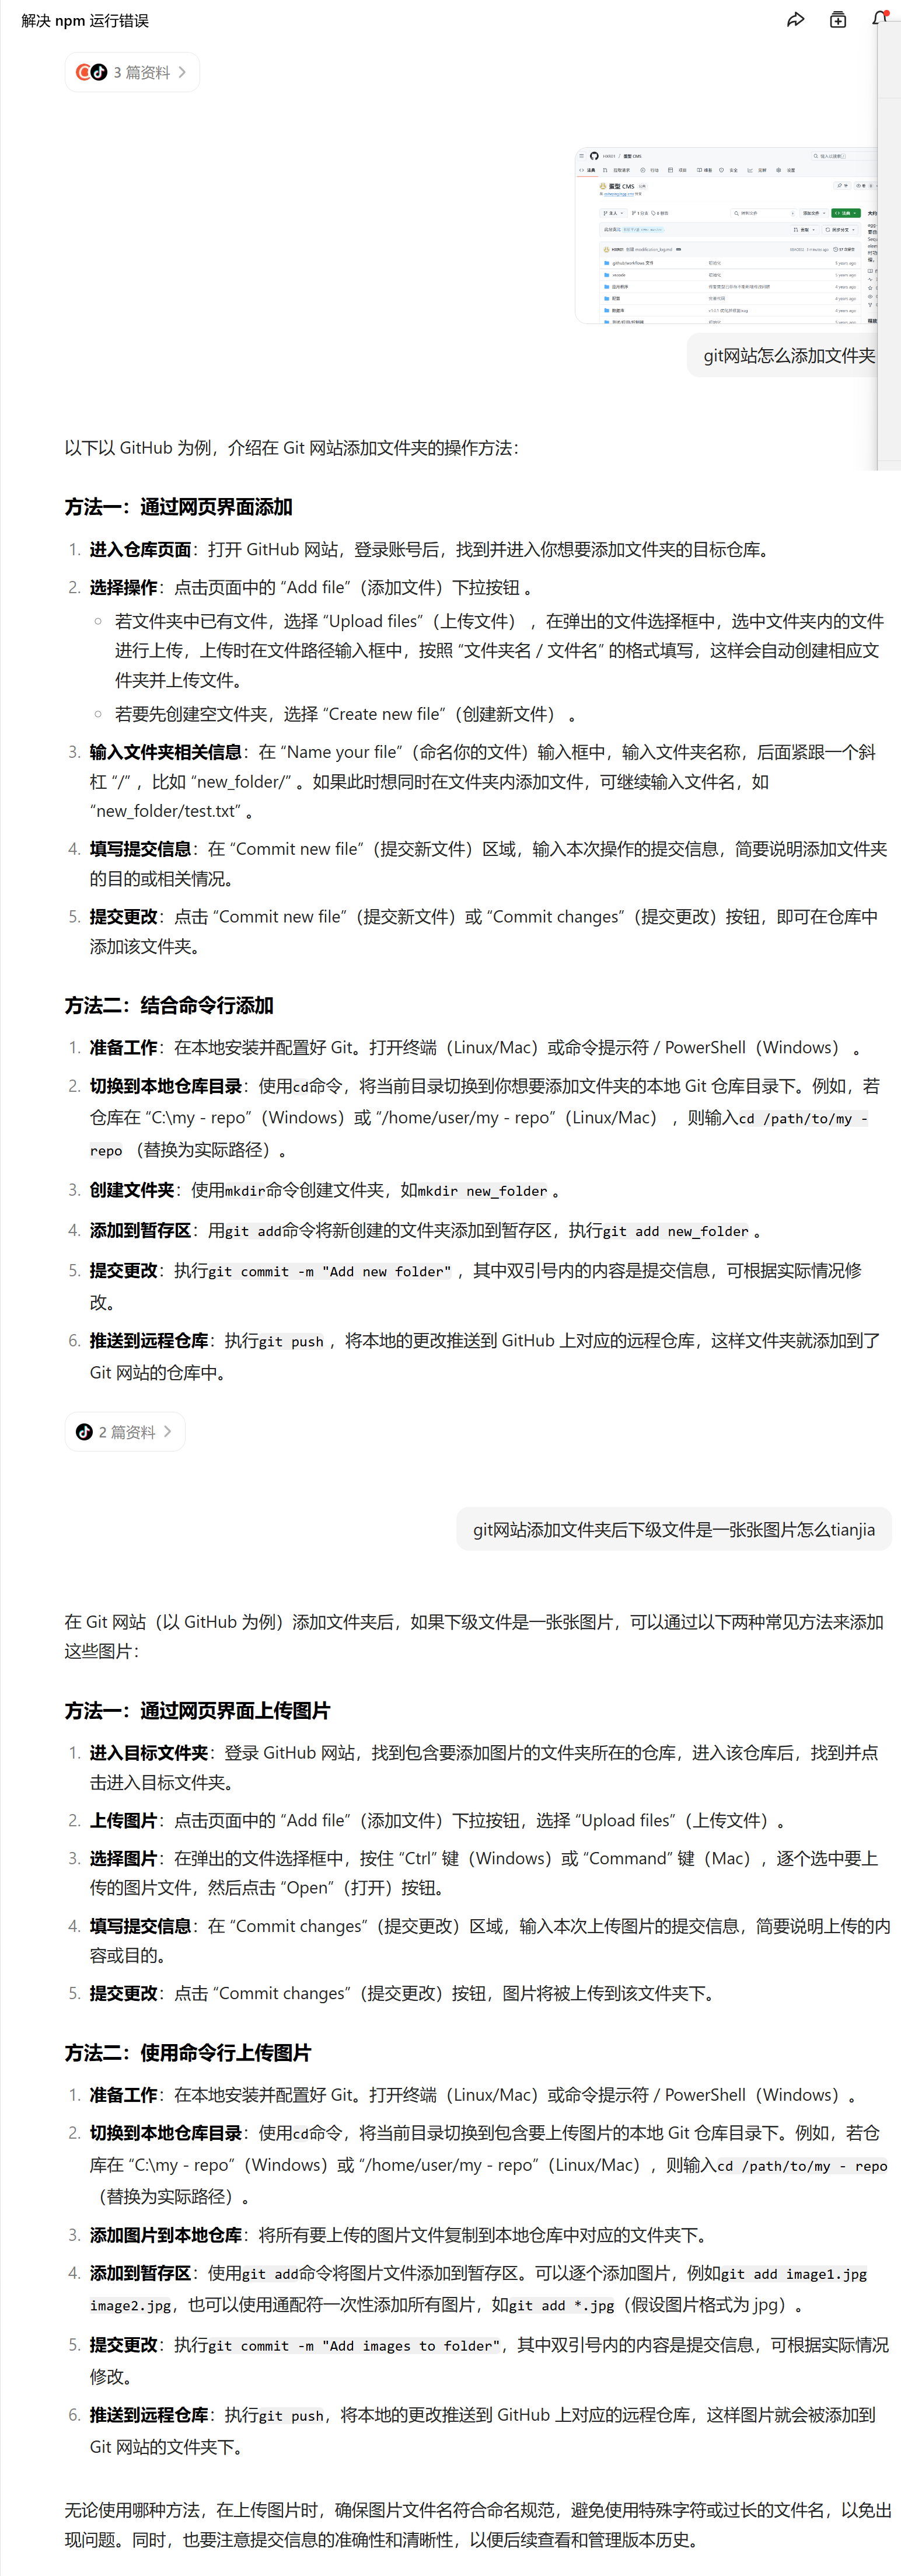 解决 npm 运行错误
3 篇资料
蛋型 CMS
git网站怎么添加文件夹
以下以 GitHub 为例，介绍在 Git 网站添加文件夹的操作方法：
方法一：通过网页界面添加
1. 进入仓库页面：打开 GitHub 网站，登录账号后，找到并进入你想要添加文件夹的目标仓库。
2. 选择操作：点击页面中的 “Add file”（添加文件）下拉按钮 。
若文件夹中已有文件，选择 “Upload files”（上传文件） ，在弹出的文件选择框中，选中文件夹内的文件
进行上传，上传时在文件路径输入框中，按照 “文件夹名 / 文件名” 的格式填写，这样会自动创建相应文
件夹并上传文件。
若要先创建空文件夹，选择 “Create new file”（创建新文件） 。
3. 输入文件夹相关信息：在 “Name your file”（命名你的文件）输入框中，输入文件夹名称，后面紧跟一个斜
杠 “/” ，比如 “new_folder/” 。如果此时想同时在文件夹内添加文件，可继续输入文件名，如
“new_folder/test.txt” 。
4. 填写提交信息：在 “Commit new file”（提交新文件）区域，输入本次操作的提交信息，简要说明添加文件夹
的目的或相关情况。
5. 提交更改：点击 “Commit new file”（提交新文件）或 “Commit changes”（提交更改）按钮，即可在仓库中
添加该文件夹。
方法二：结合命令行添加
1. 准备工作：在本地安装并配置好 Git。打开终端（Linux/Mac）或命令提示符 / PowerShell（Windows） 。
2. 切换到本地仓库目录：使用cd命令，将当前目录切换到你想要添加文件夹的本地 Git 仓库目录下。例如，若
仓库在 “C:\my - repo”（Windows）或 “/home/user/my - repo”（Linux/Mac） ，则输入cd /path/to/my -
repo （替换为实际路径）。
3. 创建文件夹：使用mkdir命令创建文件夹，如mkdir new_folder 。
4. 添加到暂存区：用git add命令将新创建的文件夹添加到暂存区，执行git add new_folder 。
5. 提交更改：执行git commit -m "Add new folder" ，其中双引号内的内容是提交信息，可根据实际情况修
改。
6. 推送到远程仓库：执行git push ，将本地的更改推送到 GitHub 上对应的远程仓库，这样文件夹就添加到了
Git 网站的仓库中。
2 篇资料
git网站添加文件夹后下级文件是一张张图片怎么tianjia
在 Git 网站（以 GitHub 为例）添加文件夹后，如果下级文件是一张张图片，可以通过以下两种常见方法来添加
这些图片：
方法一：通过网页界面上传图片
1. 进入目标文件夹：登录 GitHub 网站，找到包含要添加图片的文件夹所在的仓库，进入该仓库后，找到并点
击进入目标文件夹。
2. 上传图片：点击页面中的 “Add file”（添加文件）下拉按钮，选择 “Upload files”（上传文件）。
3. 选择图片：在弹出的文件选择框中，按住 “Ctrl” 键（Windows）或 “Command” 键（Mac），逐个选中要上
传的图片文件，然后点击 “Open”（打开）按钮。
4. 填写提交信息：在 “Commit changes”（提交更改）区域，输入本次上传图片的提交信息，简要说明上传的内
容或目的。
5. 提交更改：点击 “Commit changes”（提交更改）按钮，图片将被上传到该文件夹下。
方法二：使用命令行上传图片
1. 准备工作：在本地安装并配置好 Git。打开终端（Linux/Mac）或命令提示符 / PowerShell（Windows）。
2. 切换到本地仓库目录：使用cd命令，将当前目录切换到包含要上传图片的本地 Git 仓库目录下。例如，若仓
库在 “C:\my - repo”（Windows）或 “/home/user/my - repo”（Linux/Mac），则输入cd /path/to/my - repo
（替换为实际路径）。
3. 添加图片到本地仓库：将所有要上传的图片文件复制到本地仓库中对应的文件夹下。
4. 添加到暂存区：使用git add命令将图片文件添加到暂存区。可以逐个添加图片，例如git add image1.jpg
image2.jpg，也可以使用通配符一次性添加所有图片，如git add *.jpg（假设图片格式为 jpg）。
5. 提交更改：执行git commit -m "Add images to folder"，其中双引号内的内容是提交信息，可根据实际情况
修改。
6. 推送到远程仓库：执行git push，将本地的更改推送到 GitHub 上对应的远程仓库，这样图片就会被添加到
Git 网站的文件夹下。
无论使用哪种方法，在上传图片时，确保图片文件名符合命名规范，避免使用特殊字符或过长的文件名，以免出
现问题。同时，也要注意提交信息的准确性和清晰性，以便后续查看和管理版本历史。